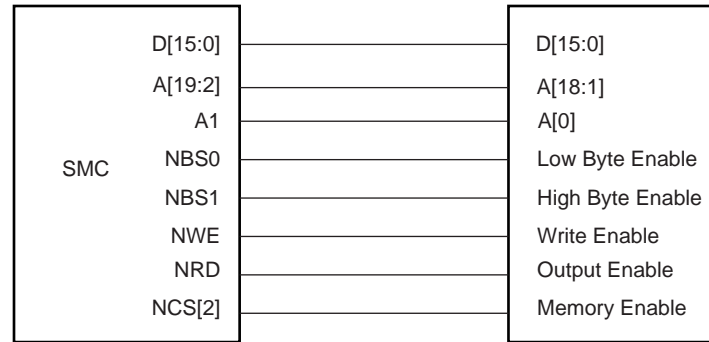 D[15:0] D[15:0]
A[19:2] A[18:1]
A1 A[0]
SMC NBS0 Low Byte Enable
NBS1 High Byte Enable
NWE Write Enable
NRD Output Enable
NCS[2] Memory Enable